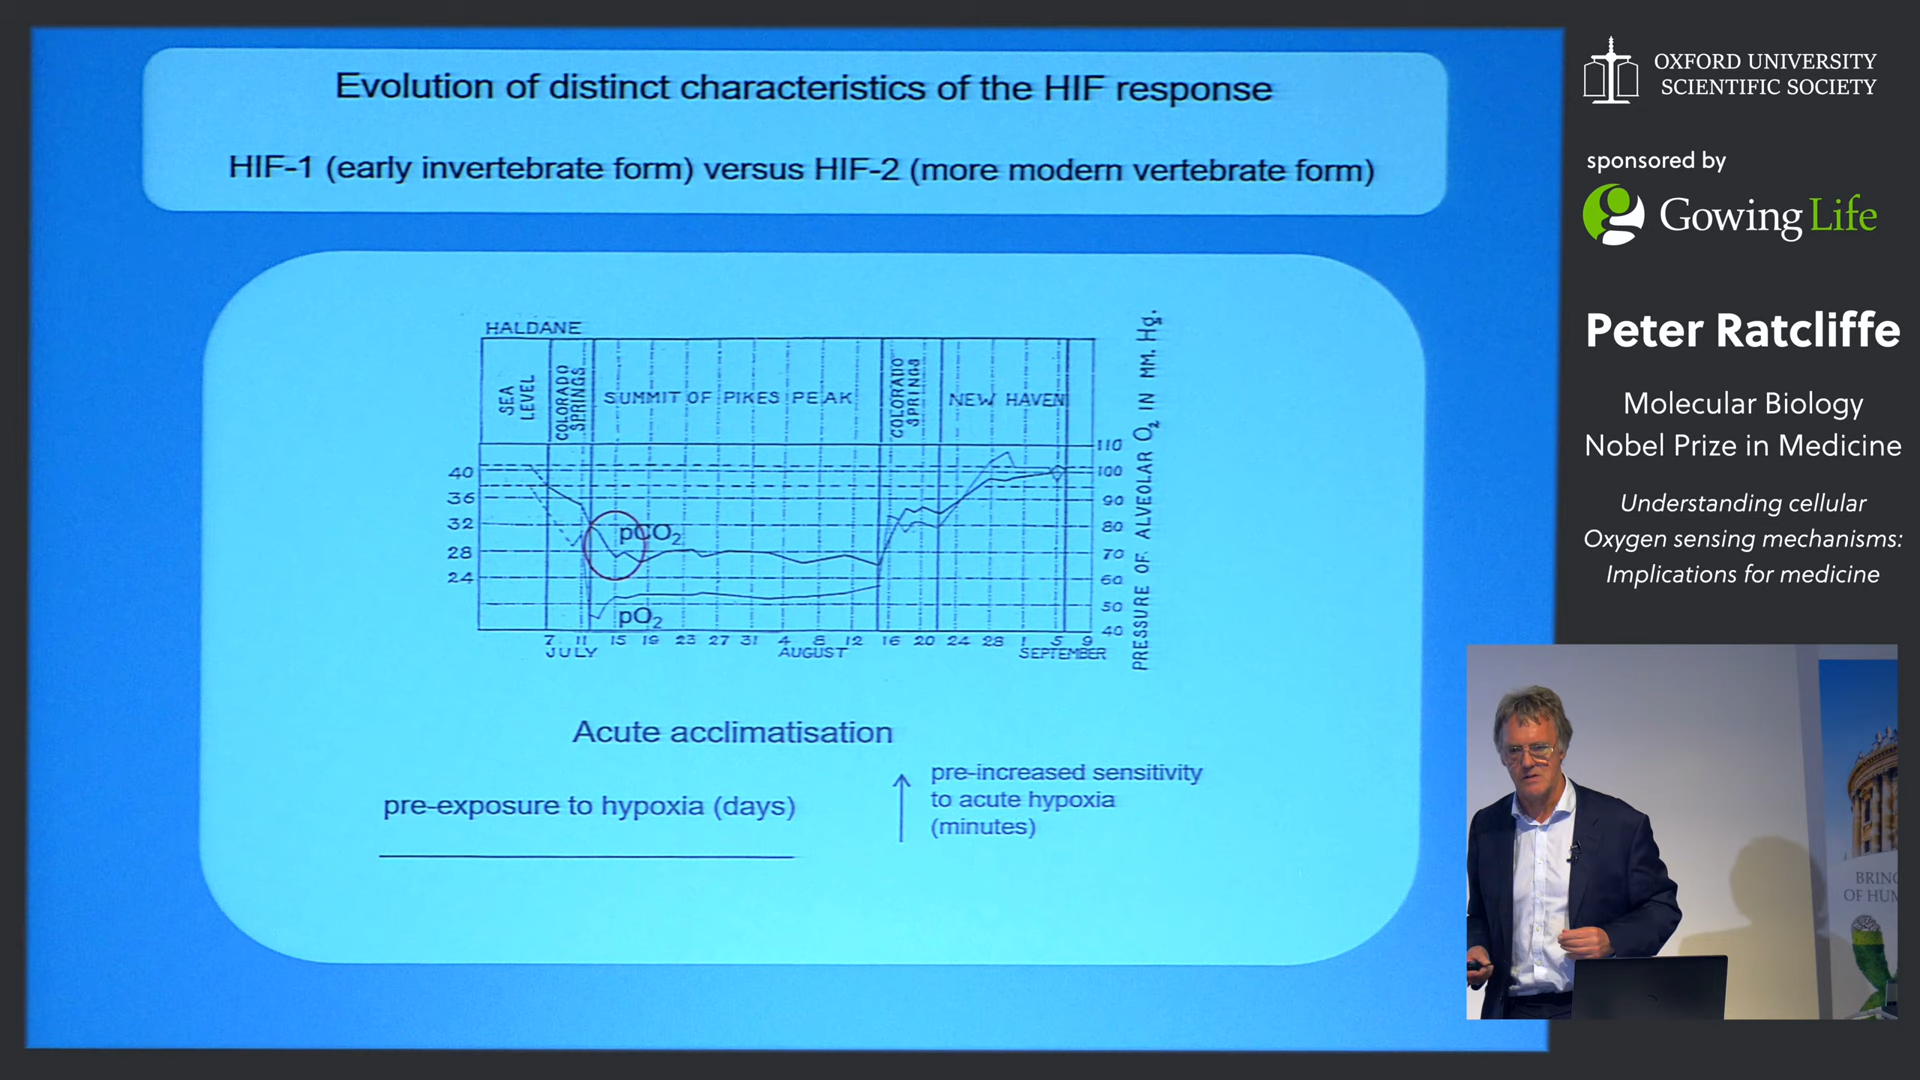 Evolution of distinct characteristics of the HIF response
HIF-1 (early invertebrate form) versus HIF-2 (more modern vertebrate form)
HALDANE
SEA LEVEL
COLORADO SPRINGS
SUMMIT OF PIKES PEAK
COLORADO SPRINGS
NEW HAVEN
40
36
32
28
24
pCO₂
pO₂
110
100
90
80
70
60
50
40
PRESSURE OF ALVEOLAR O₂ IN MM. Hg.
7 11 15 19 23 27 31 4 8 12 16 20 24 28 1 5 9
JULY AUGUST SEPTEMBER
Acute acclimatisation
pre-exposure to hypoxia (days)
pre-increased sensitivity
to acute hypoxia
(minutes)
OXFORD UNIVERSITY
SCIENTIFIC SOCIETY
sponsored by
Gowing Life
Peter Ratcliffe
Molecular Biology
Nobel Prize in Medicine
Understanding cellular
Oxygen sensing mechanisms:
Implications for medicine
OF